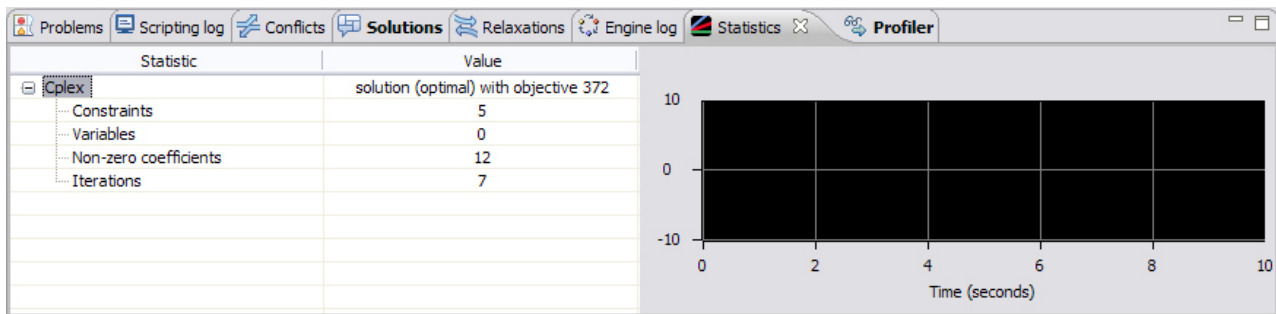 Problems Scripting log Conflicts Solutions Relaxations Engine log Statistics Profiler
Statistic Value
Cplex solution (optimal) with objective 372
Constraints 5
Variables 0
Non-zero coefficients 12
Iterations 7
10
0
-10
0 2 4 6 8 10
Time (seconds)